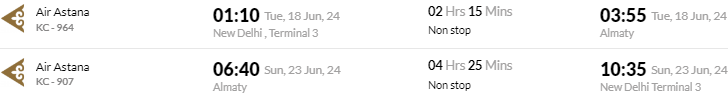 Air Astana
KC - 964
01:10 Tue, 18 Jun, 24
New Delhi , Terminal 3
02 Hrs 15 Mins
Non stop
03:55 Tue, 18 Jun, 24
Almaty
Air Astana
KC - 907
06:40 Sun, 23 Jun, 24
Almaty
04 Hrs 25 Mins
Non stop
10:35 Sun, 23 Jun, 24
New Delhi Terminal 3